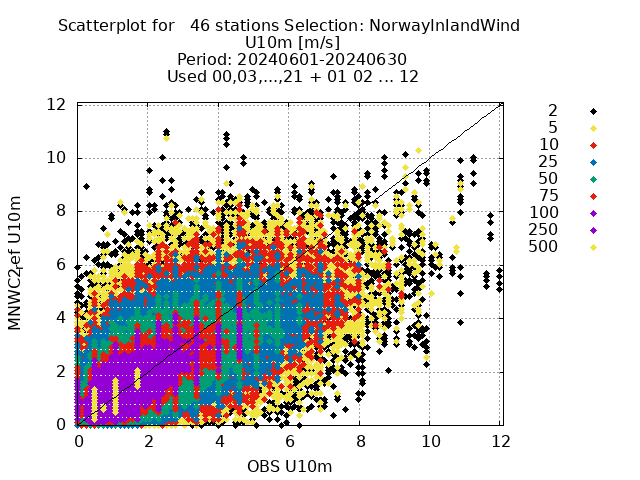 Scatterplot for 46 stations Selection: NorwayInlandWind
U10m [m/s]
Period: 20240601-20240630
Used 00,03,...,21 + 01 02 ... 12
MNWC2ref U10m
12
10
8
6
4
2
0
0 2 4 6 8 10 12
OBS U10m
2
5
10
25
50
75
100
250
500